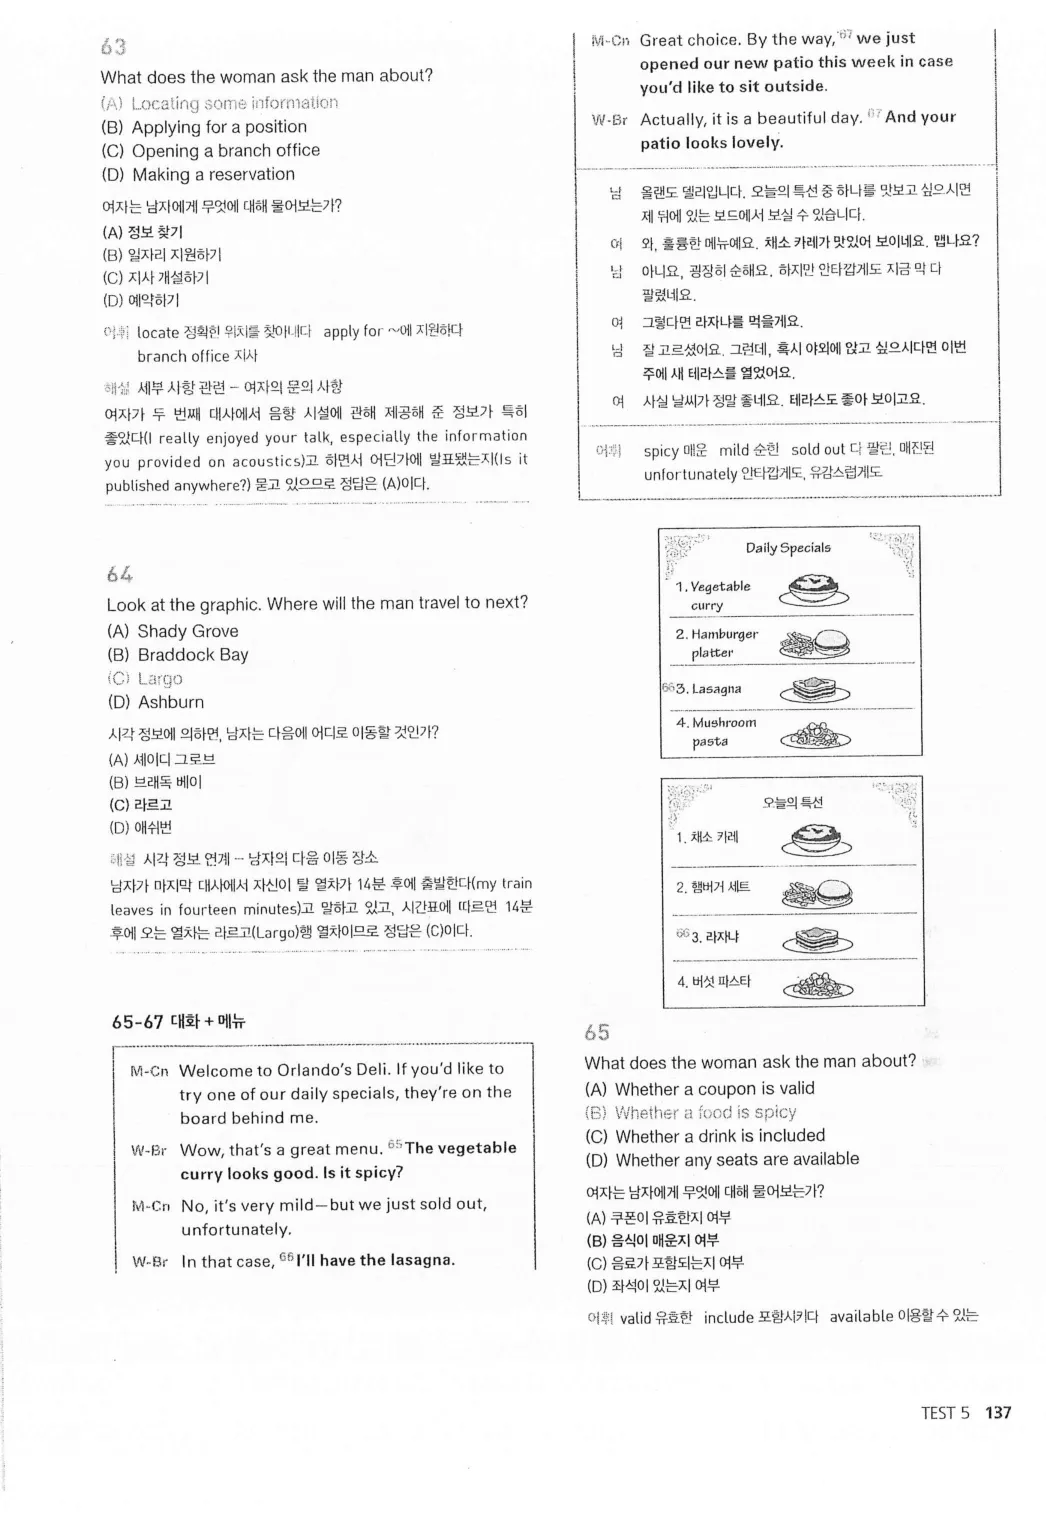 63
What does the woman ask the man about?
(A) Locating some information
(B) Applying for a position
(C) Opening a branch office
(D) Making a reservation
여자는 남자에게 무엇에 대해 물어보는가?
(A) 정보 찾기
(B) 일자리 지원하기
(C) 지사 개설하기
(D) 예약하기
어휘 locate 정확한 위치를 찾아내다 apply for ~에 지원하다
branch office 지사
해설 세부 사항 관련 – 여자의 문의 사항
여자가 두 번째 대사에서 음향 시설에 관해 제공해 준 정보가 특히
좋았다(I really enjoyed your talk, especially the information
you provided on acoustics)고 하면서 어딘가에 발표됐는지(Is it
published anywhere?) 묻고 있으므로 정답은 (A)이다.
64
Look at the graphic. Where will the man travel to next?
(A) Shady Grove
(B) Braddock Bay
(C) Largo
(D) Ashburn
시각 정보에 의하면, 남자는 다음에 어디로 이동할 것인가?
(A) 셰이디 그로브
(B) 브래독 베이
(C) 라르고
(D) 애쉬번
해설 시각 정보 연계 – 남자의 다음 이동 장소
남자가 마지막 대사에서 자신이 탈 열차가 14분 후에 출발한다(my train
leaves in fourteen minutes)고 말하고 있고, 시간표에 따르면 14분
후에 오는 열차는 라르고(Largo)행 열차이므로 정답은 (C)이다.
65-67 대화 + 메뉴
M-Cn Welcome to Orlando's Deli. If you'd like to
try one of our daily specials, they're on the
board behind me.
W-Br Wow, that's a great menu. 65 The vegetable
curry looks good. Is it spicy?
M-Cn No, it's very mild—but we just sold out,
unfortunately.
W-Br In that case, 66 I'll have the lasagna.
M-Cn Great choice. By the way, 67 we just
opened our new patio this week in case
you'd like to sit outside.
W-Br Actually, it is a beautiful day. 67 And your
patio looks lovely.
남 올랜도 델리입니다. 오늘의 특선 중 하나를 맛보고 싶으시면
제 뒤에 있는 보드에서 보실 수 있습니다.
여 와, 훌륭한 메뉴예요. 채소 카레가 맛있어 보이네요. 맵나요?
남 아니요, 굉장히 순해요. 하지만 안타깝게도 지금 막 다
팔렸네요.
여 그렇다면 라자냐를 먹을게요.
남 잘 고르셨어요. 그런데, 혹시 야외에 앉고 싶으시다면 이번
주에 새 테라스를 열었어요.
여 사실 날씨가 정말 좋네요. 테라스도 좋아 보이고요.
어휘 spicy 매운 mild 순한 sold out 다 팔린, 매진된
unfortunately 안타깝게도, 유감스럽게도
Daily Specials
1. Vegetable
curry
2. Hamburger
platter
66 3. Lasagna
4. Mushroom
pasta
오늘의 특선
1. 채소 카레
2. 햄버거 세트
66 3. 라자냐
4. 버섯 파스타
65
What does the woman ask the man about?
(A) Whether a coupon is valid
(B) Whether a food is spicy
(C) Whether a drink is included
(D) Whether any seats are available
여자는 남자에게 무엇에 대해 물어보는가?
(A) 쿠폰이 유효한지 여부
(B) 음식이 매운지 여부
(C) 음료가 포함되는지 여부
(D) 좌석이 있는지 여부
어휘 valid 유효한 include 포함시키다 available 이용할 수 있는
TEST 5 137